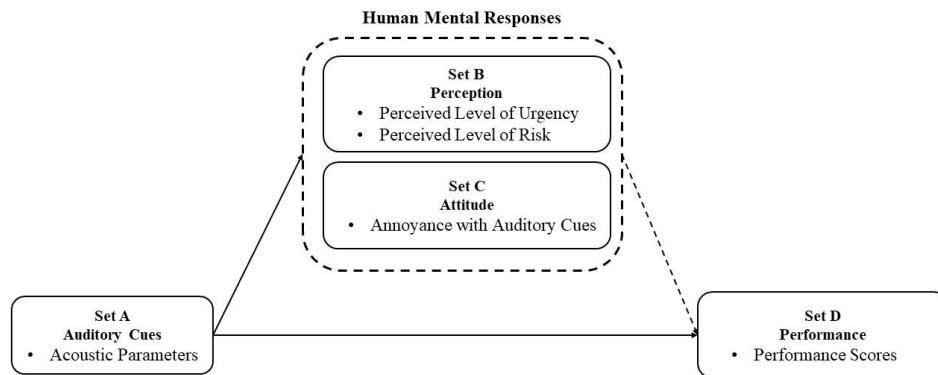 Human Mental Responses
Set B
Perception
• Perceived Level of Urgency
• Perceived Level of Risk
Set C
Attitude
• Annoyance with Auditory Cues
Set A
Auditory Cues
• Acoustic Parameters
Set D
Performance
• Performance Scores